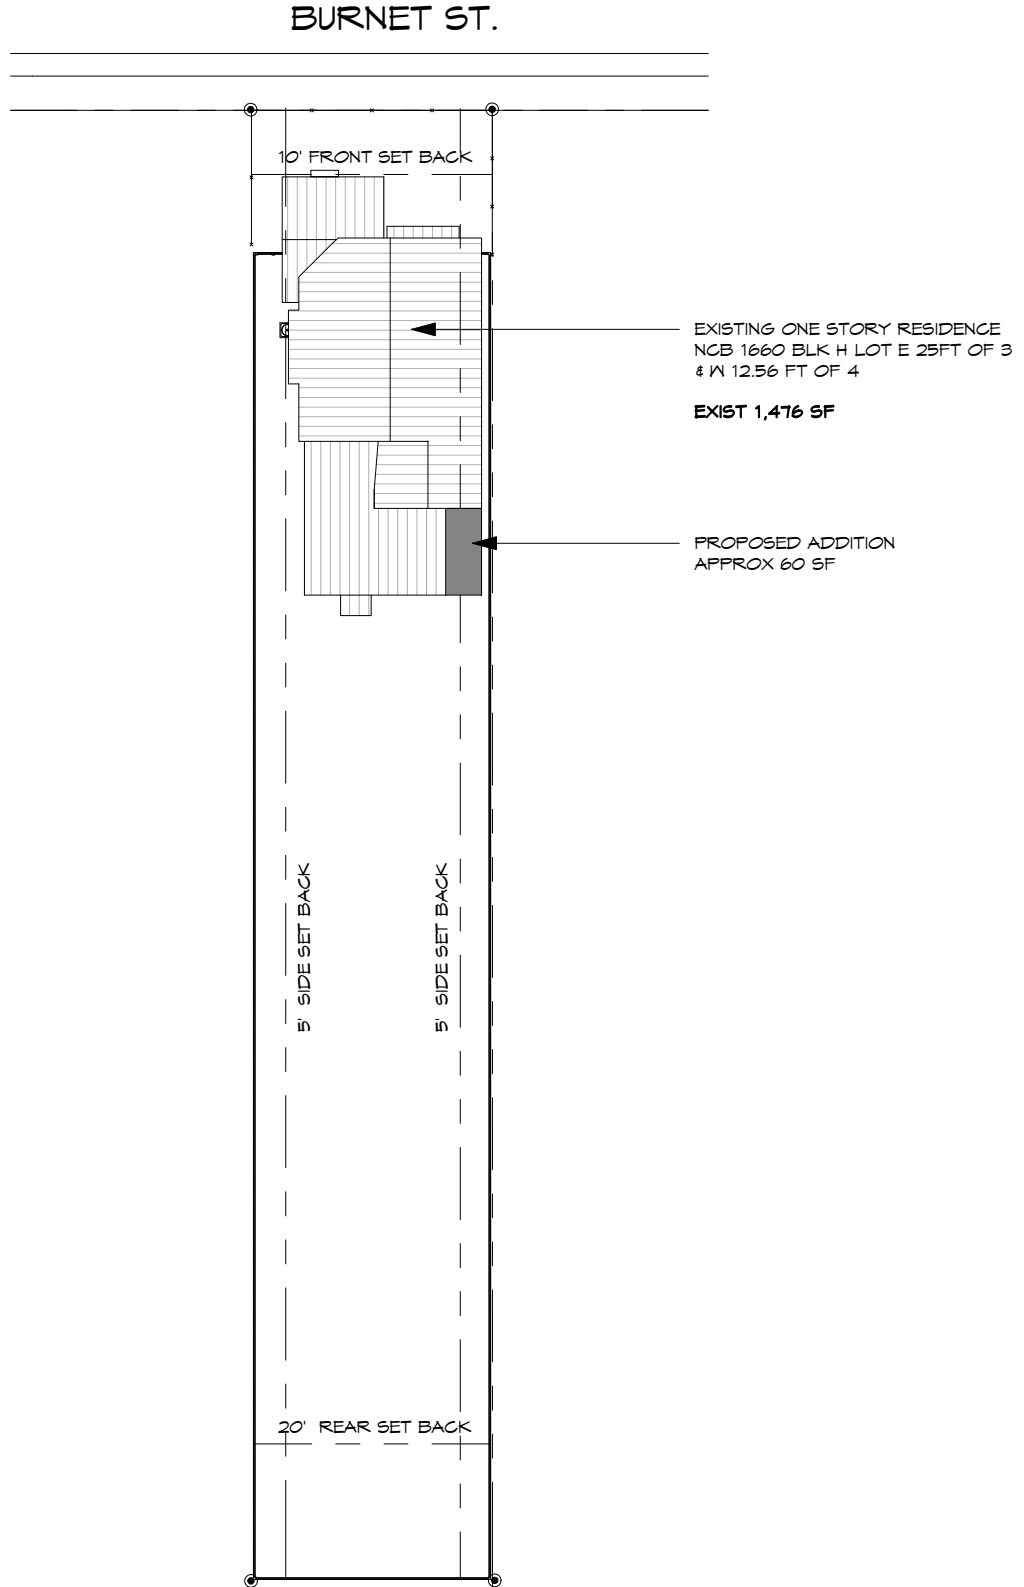 BURNET ST.
10' FRONT SET BACK
EXISTING ONE STORY RESIDENCE
NCB 1660 BLK H LOT E 25FT OF 3
& W 12.56 FT OF 4
EXIST 1,476 SF
PROPOSED ADDITION
APPROX 60 SF
5' SIDE SET BACK
5' SIDE SET BACK
20' REAR SET BACK